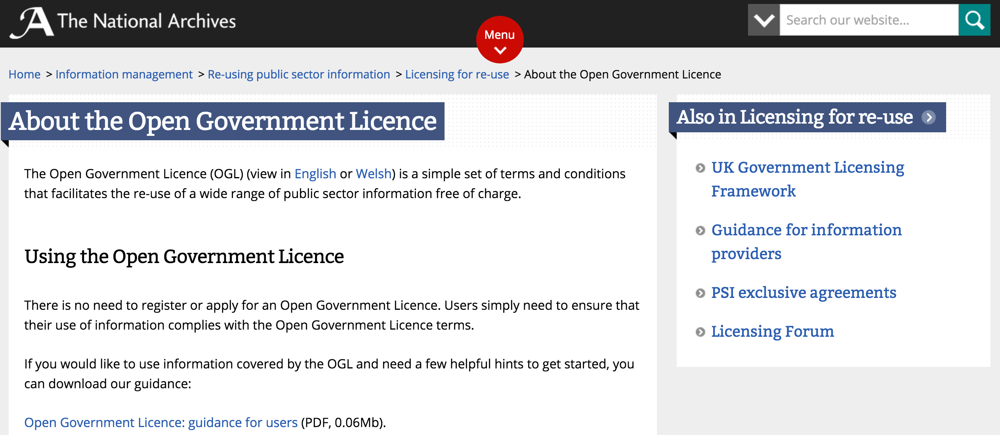 The National Archives
Menu
Search our website...
Home > Information management > Re-using public sector information > Licensing for re-use > About the Open Government Licence
About the Open Government Licence
The Open Government Licence (OGL) (view in English or Welsh) is a simple set of terms and conditions
that facilitates the re-use of a wide range of public sector information free of charge.
Using the Open Government Licence
There is no need to register or apply for an Open Government Licence. Users simply need to ensure that
their use of information complies with the Open Government Licence terms.
If you would like to use information covered by the OGL and need a few helpful hints to get started, you
can download our guidance:
Open Government Licence: guidance for users (PDF, 0.06Mb).
Also in Licensing for re-use
UK Government Licensing
Framework
Guidance for information
providers
PSI exclusive agreements
Licensing Forum